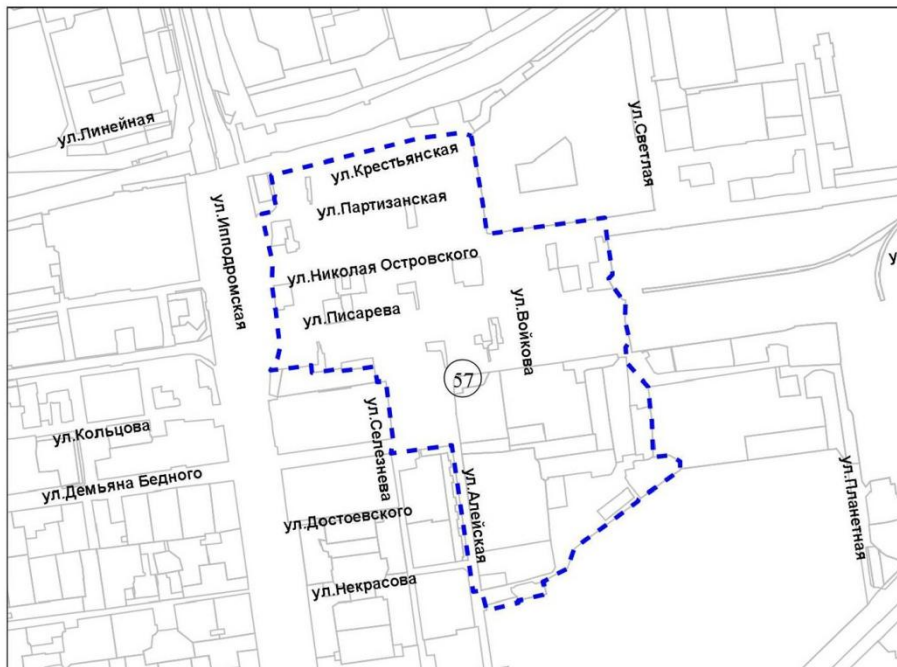 ул.Линейная
ул.Светлая
ул.Крестьянская
ул.Партизанская
ул.Ипподромская
ул.Николая Островского
ул.Писарева
ул.Войкова
57
ул.Кольцова
ул.Селезнева
ул.Демьяна Бедного
ул.Достоевского
ул.Алейская
ул.Планетная
ул.Некрасова